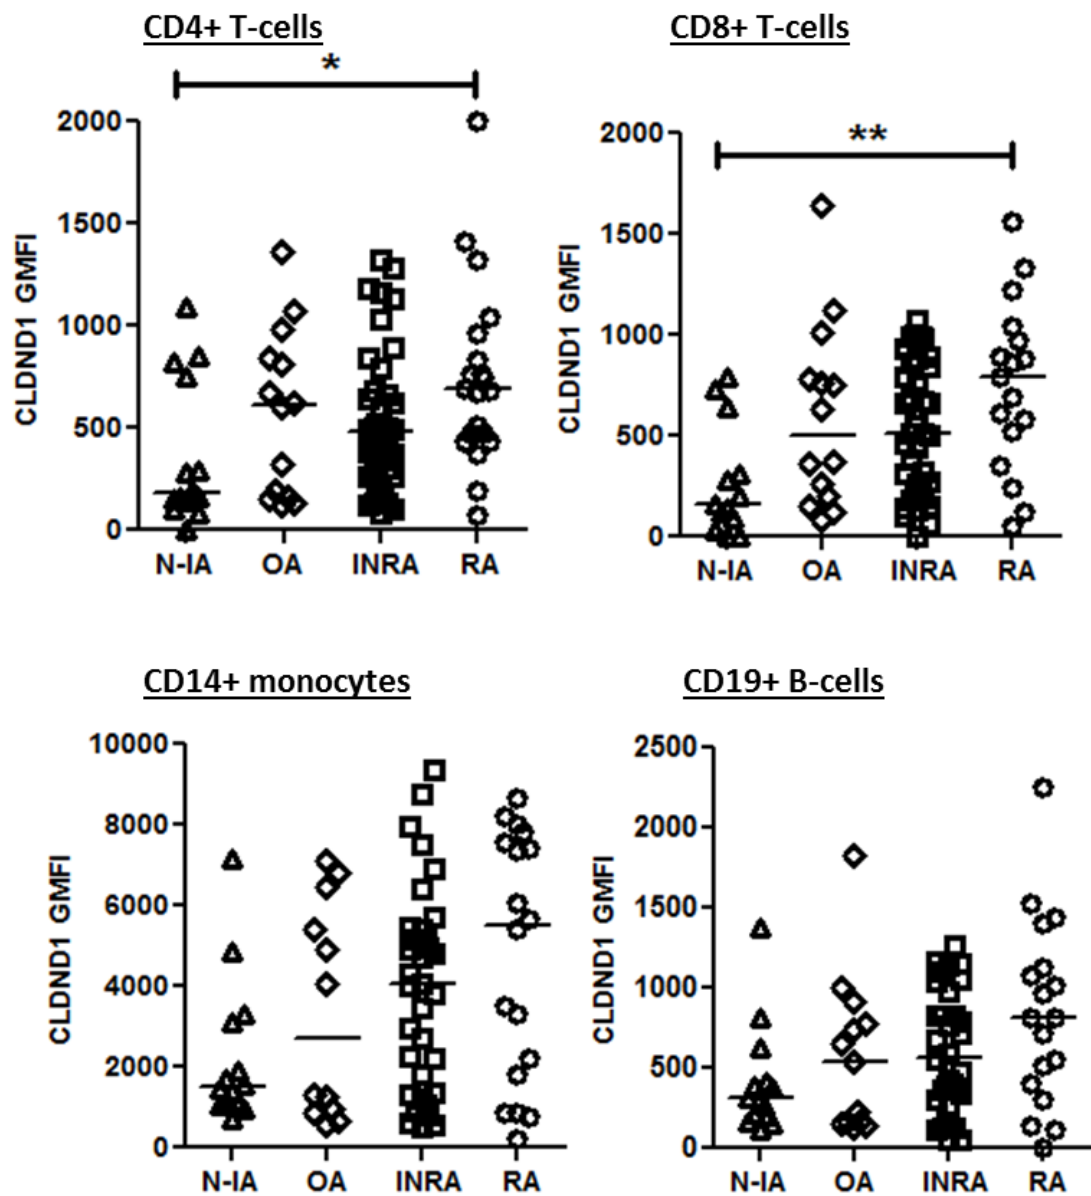 CD4+ T-cells
*
CLDND1 GMFI
2000
1500
1000
500
0
N-IA OA INRA RA
CD8+ T-cells
**
CLDND1 GMFI
2000
1500
1000
500
0
N-IA OA INRA RA
CD14+ monocytes
CLDND1 GMFI
10000
8000
6000
4000
2000
0
N-IA OA INRA RA
CD19+ B-cells
CLDND1 GMFI
2500
2000
1500
1000
500
0
N-IA OA INRA RA